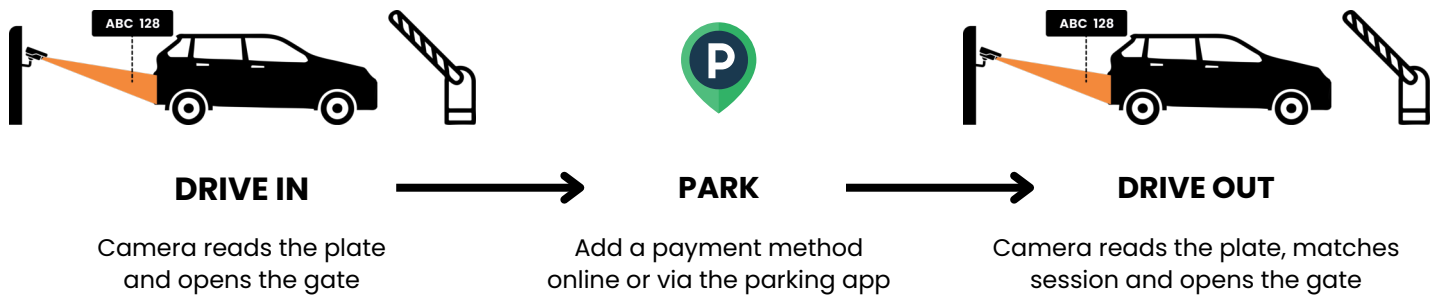 ABC 128
P
ABC 128
DRIVE IN
PARK
DRIVE OUT
Camera reads the plate
and opens the gate
Add a payment method
online or via the parking app
Camera reads the plate, matches
session and opens the gate